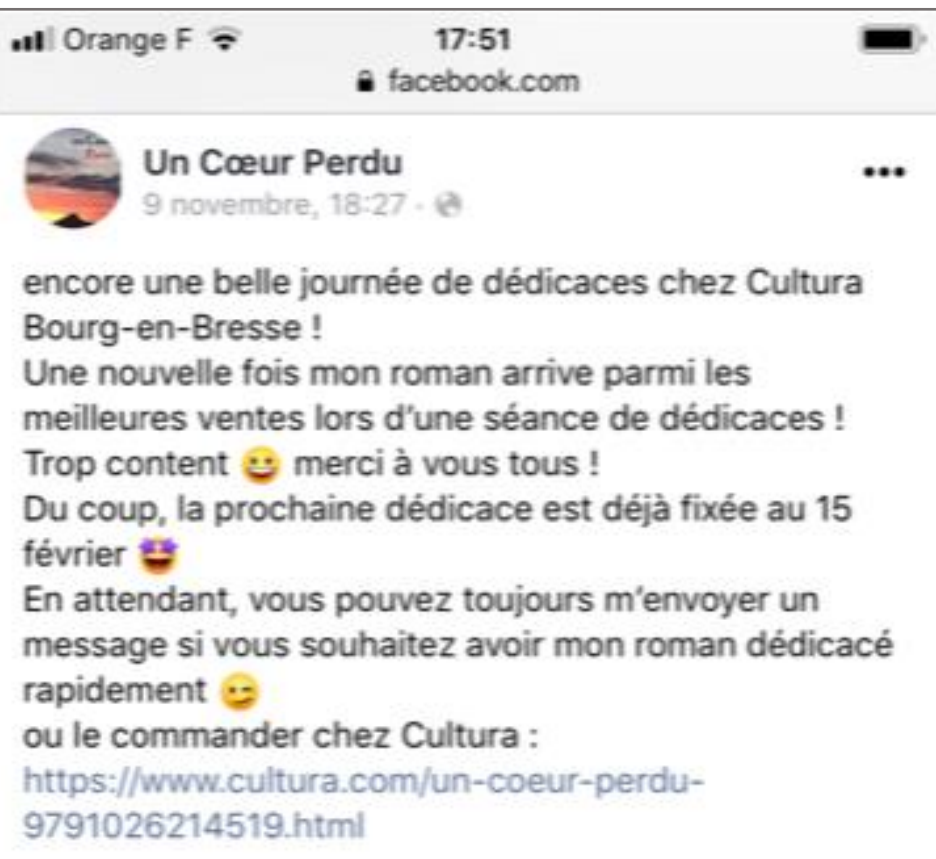 Orange F 17:51
facebook.com
Un Cœur Perdu
9 novembre, 18:27 ·
encore une belle journée de dédicaces chez Cultura
Bourg-en-Bresse !
Une nouvelle fois mon roman arrive parmi les
meilleures ventes lors d'une séance de dédicaces !
Trop content 😀 merci à vous tous !
Du coup, la prochaine dédicace est déjà fixée au 15
février 🤩
En attendant, vous pouvez toujours m'envoyer un
message si vous souhaitez avoir mon roman dédicacé
rapidement 😉
ou le commander chez Cultura :
https://www.cultura.com/un-coeur-perdu-
9791026214519.html